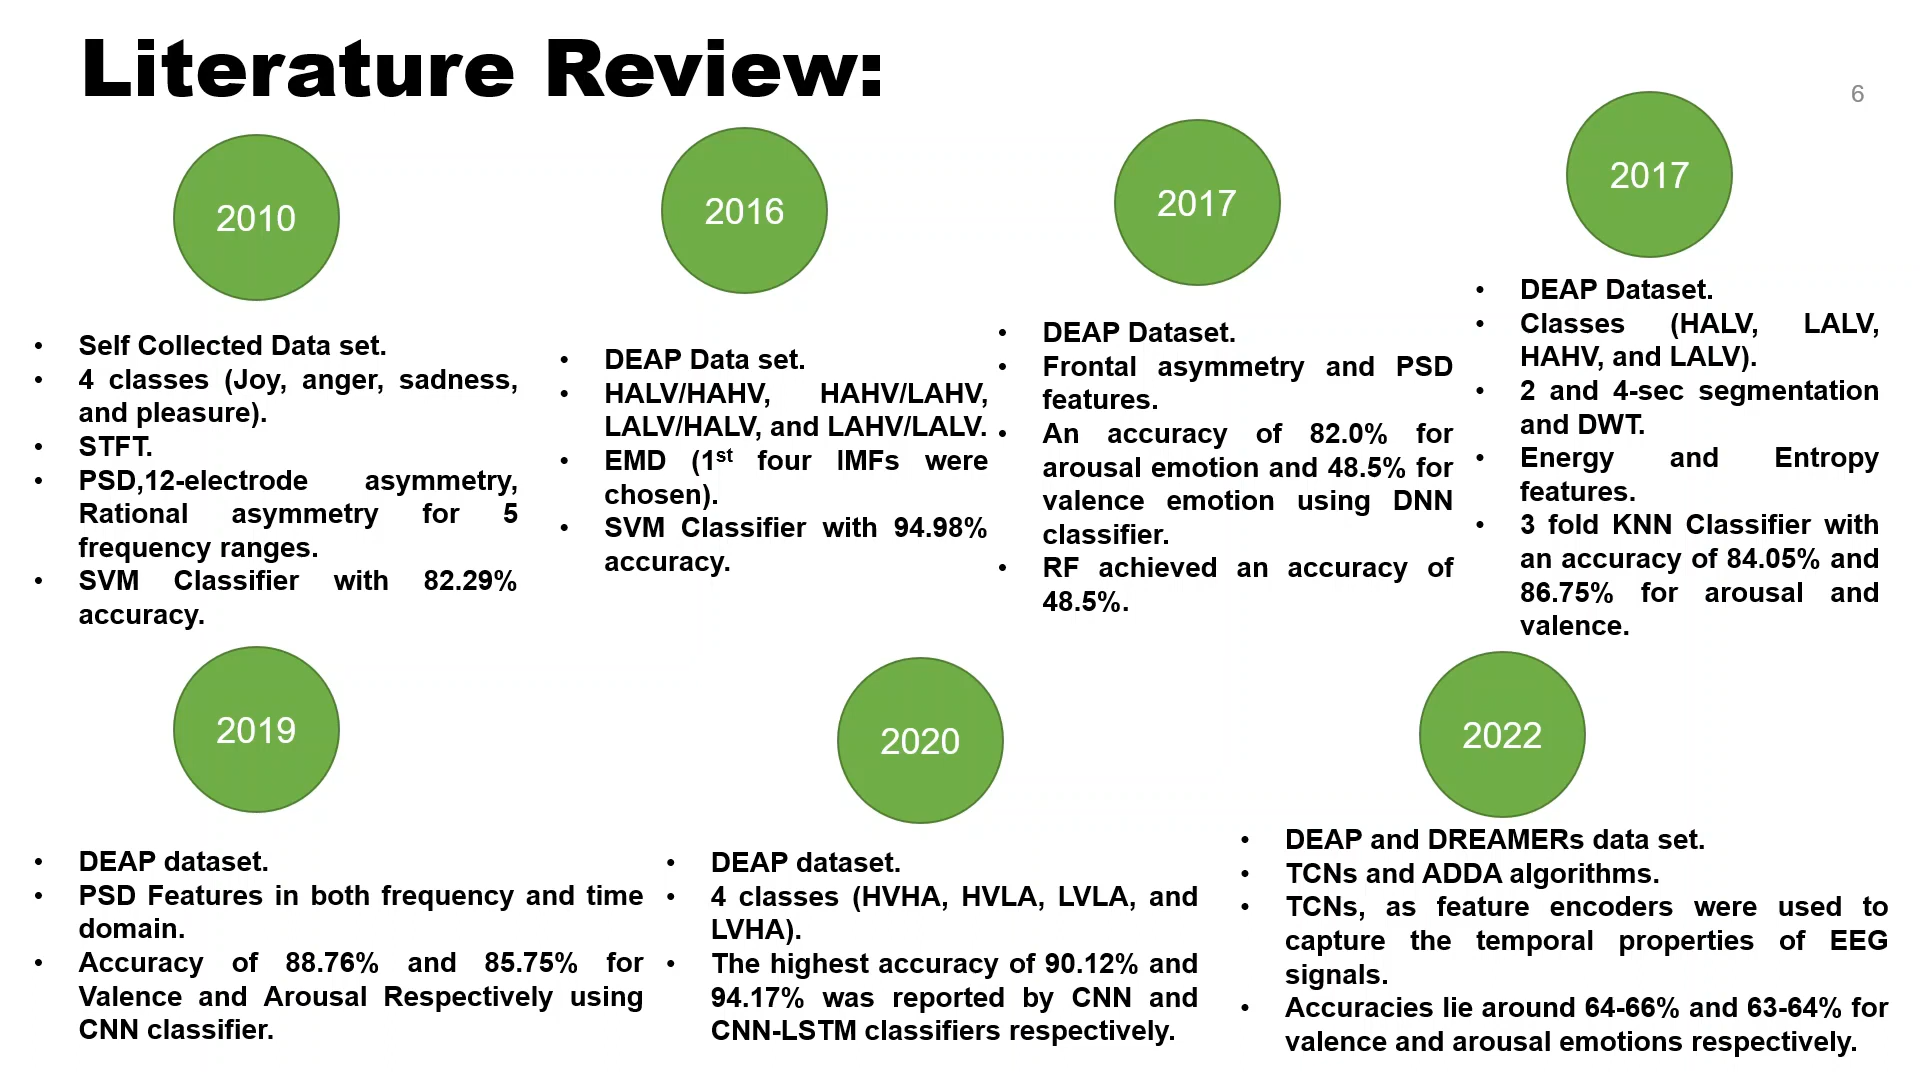 Literature Review:
6
2010
• Self Collected Data set.
• 4 classes (Joy, anger, sadness,
and pleasure).
• STFT.
• PSD,12-electrode asymmetry,
Rational asymmetry for 5
frequency ranges.
• SVM Classifier with 82.29%
accuracy.
2016
• DEAP Data set.
• HALV/HAHV, HAHV/LAHV,
LALV/HALV, and LAHV/LALV.
• EMD (1st four IMFs were
chosen).
• SVM Classifier with 94.98%
accuracy.
2017
• DEAP Dataset.
• Frontal asymmetry and PSD
features.
• An accuracy of 82.0% for
arousal emotion and 48.5% for
valence emotion using DNN
classifier.
• RF achieved an accuracy of
48.5%.
2017
• DEAP Dataset.
• Classes (HALV, LALV,
HAHV, and LALV).
• 2 and 4-sec segmentation
and DWT.
• Energy and Entropy
features.
• 3 fold KNN Classifier with
an accuracy of 84.05% and
86.75% for arousal and
valence.
2019
• DEAP dataset.
• PSD Features in both frequency and time
domain.
• Accuracy of 88.76% and 85.75% for
Valence and Arousal Respectively using
CNN classifier.
2020
• DEAP dataset.
• 4 classes (HVHA, HVLA, LVLA, and
LVHA).
• The highest accuracy of 90.12% and
94.17% was reported by CNN and
CNN-LSTM classifiers respectively.
2022
• DEAP and DREAMERs data set.
• TCNs and ADDA algorithms.
• TCNs, as feature encoders were used to
capture the temporal properties of EEG
signals.
• Accuracies lie around 64-66% and 63-64% for
valence and arousal emotions respectively.